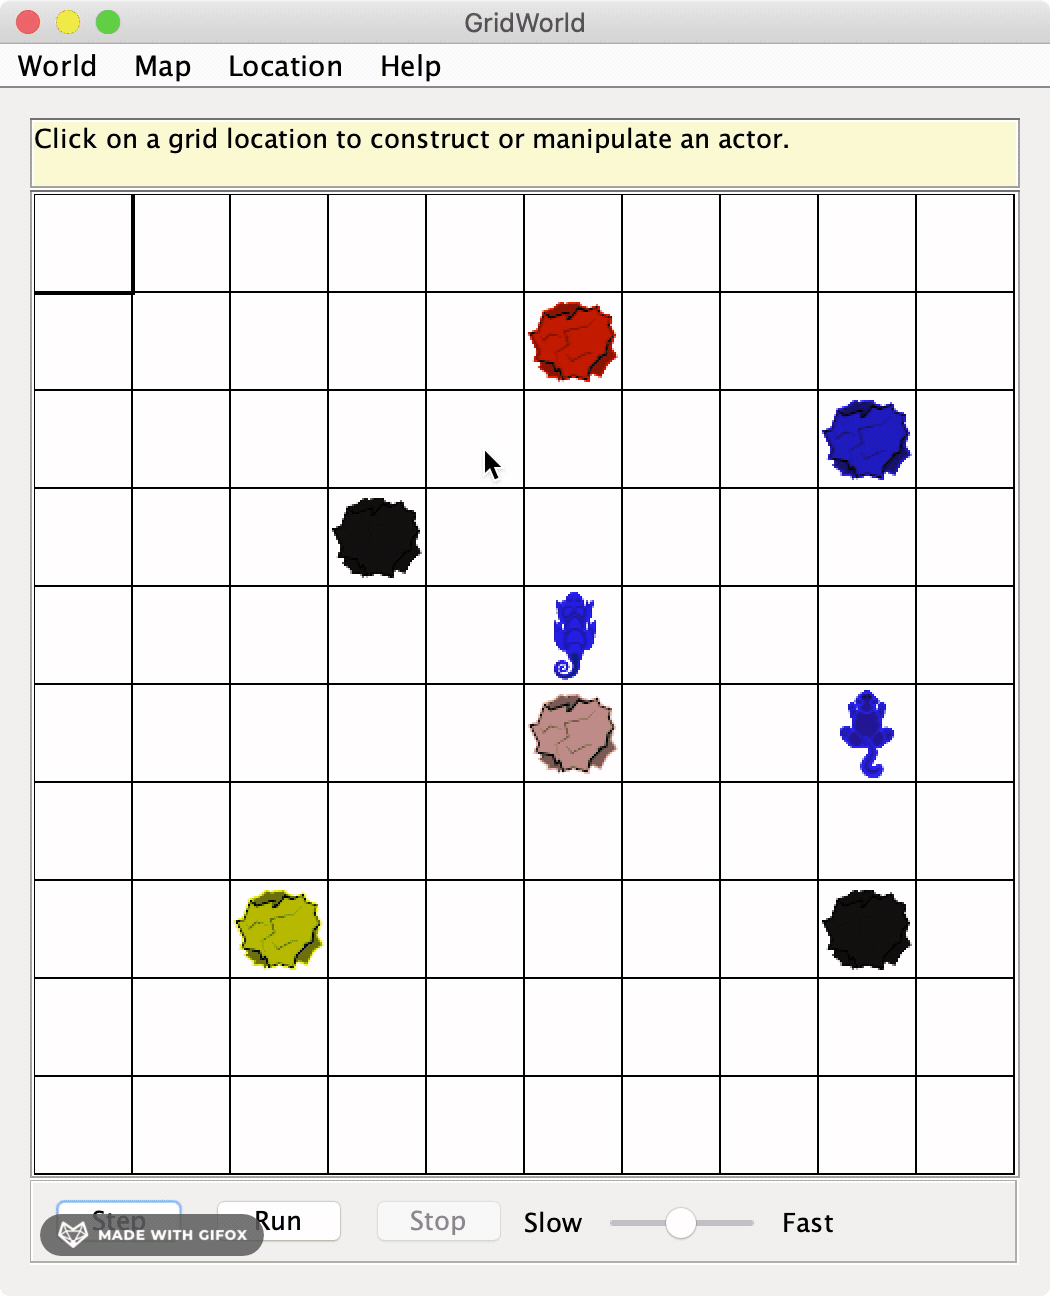 GridWorld
World Map Location Help
Click on a grid location to construct or manipulate an actor.
Step Run Stop Slow Fast
MADE WITH GIFOX